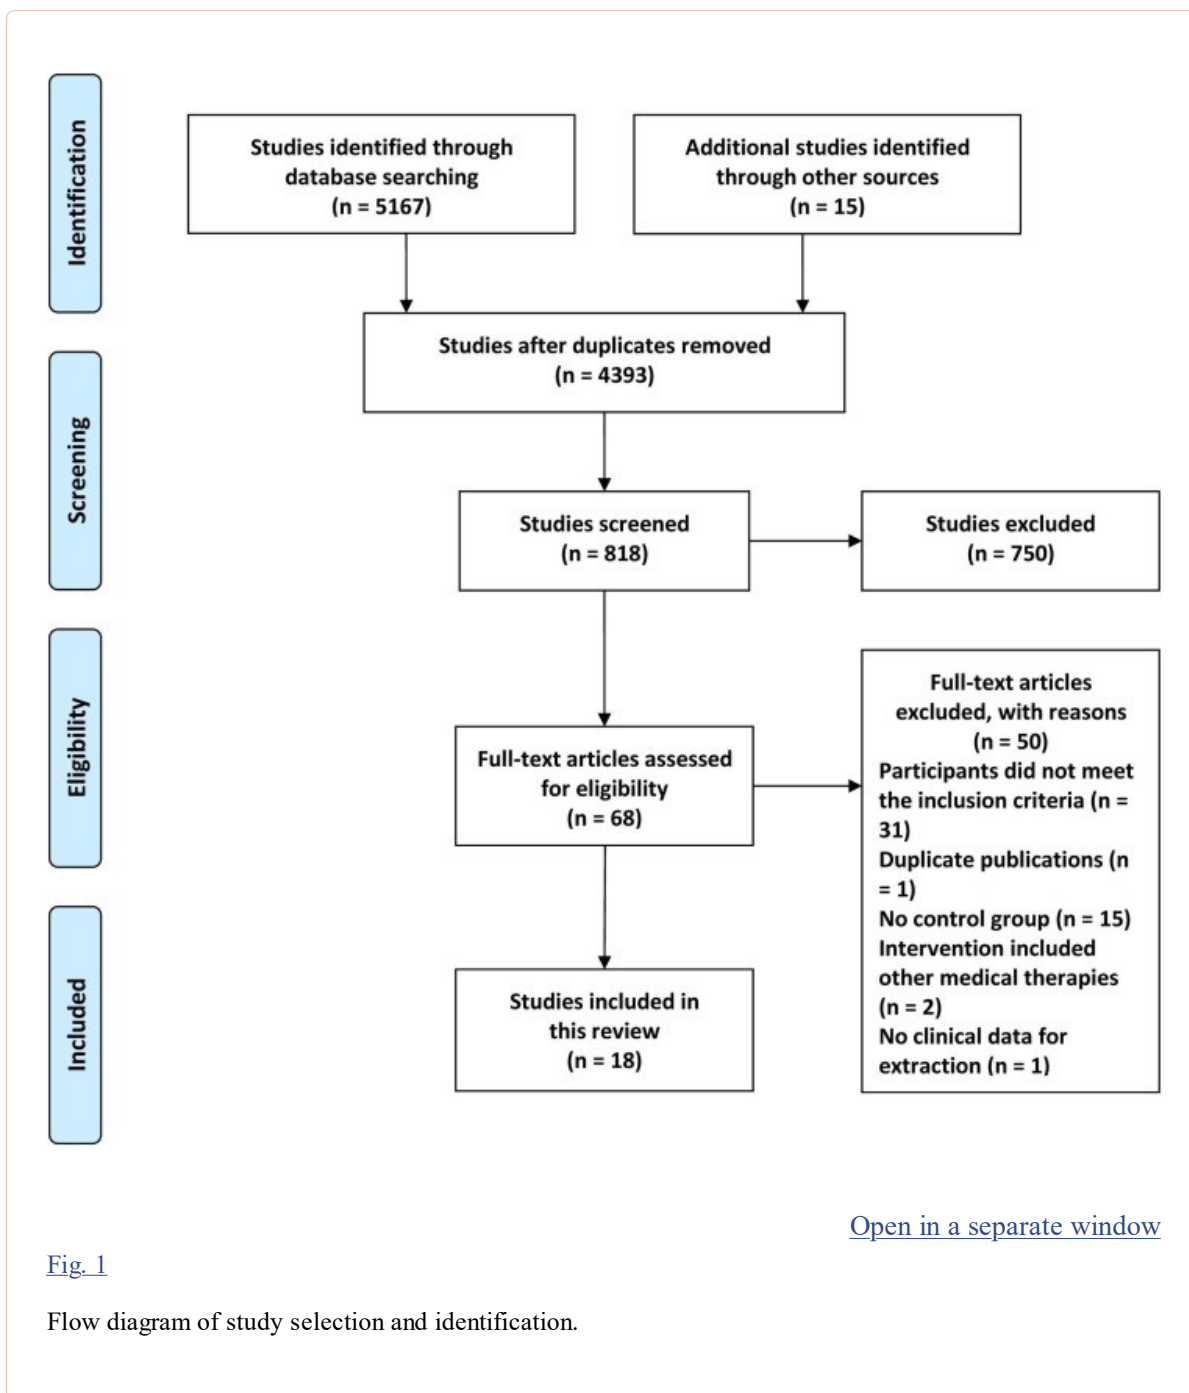 Identification
Studies identified through
database searching
(n = 5167)
Additional studies identified
through other sources
(n = 15)
Studies after duplicates removed
(n = 4393)
Screening
Studies screened
(n = 818)
Studies excluded
(n = 750)
Eligibility
Full-text articles assessed
for eligibility
(n = 68)
Full-text articles
excluded, with reasons
(n = 50)
Participants did not meet
the inclusion criteria (n =
31)
Duplicate publications (n
= 1)
No control group (n = 15)
Intervention included
other medical therapies
(n = 2)
No clinical data for
extraction (n = 1)
Included
Studies included in
this review
(n = 18)
Open in a separate window
Fig. 1
Flow diagram of study selection and identification.